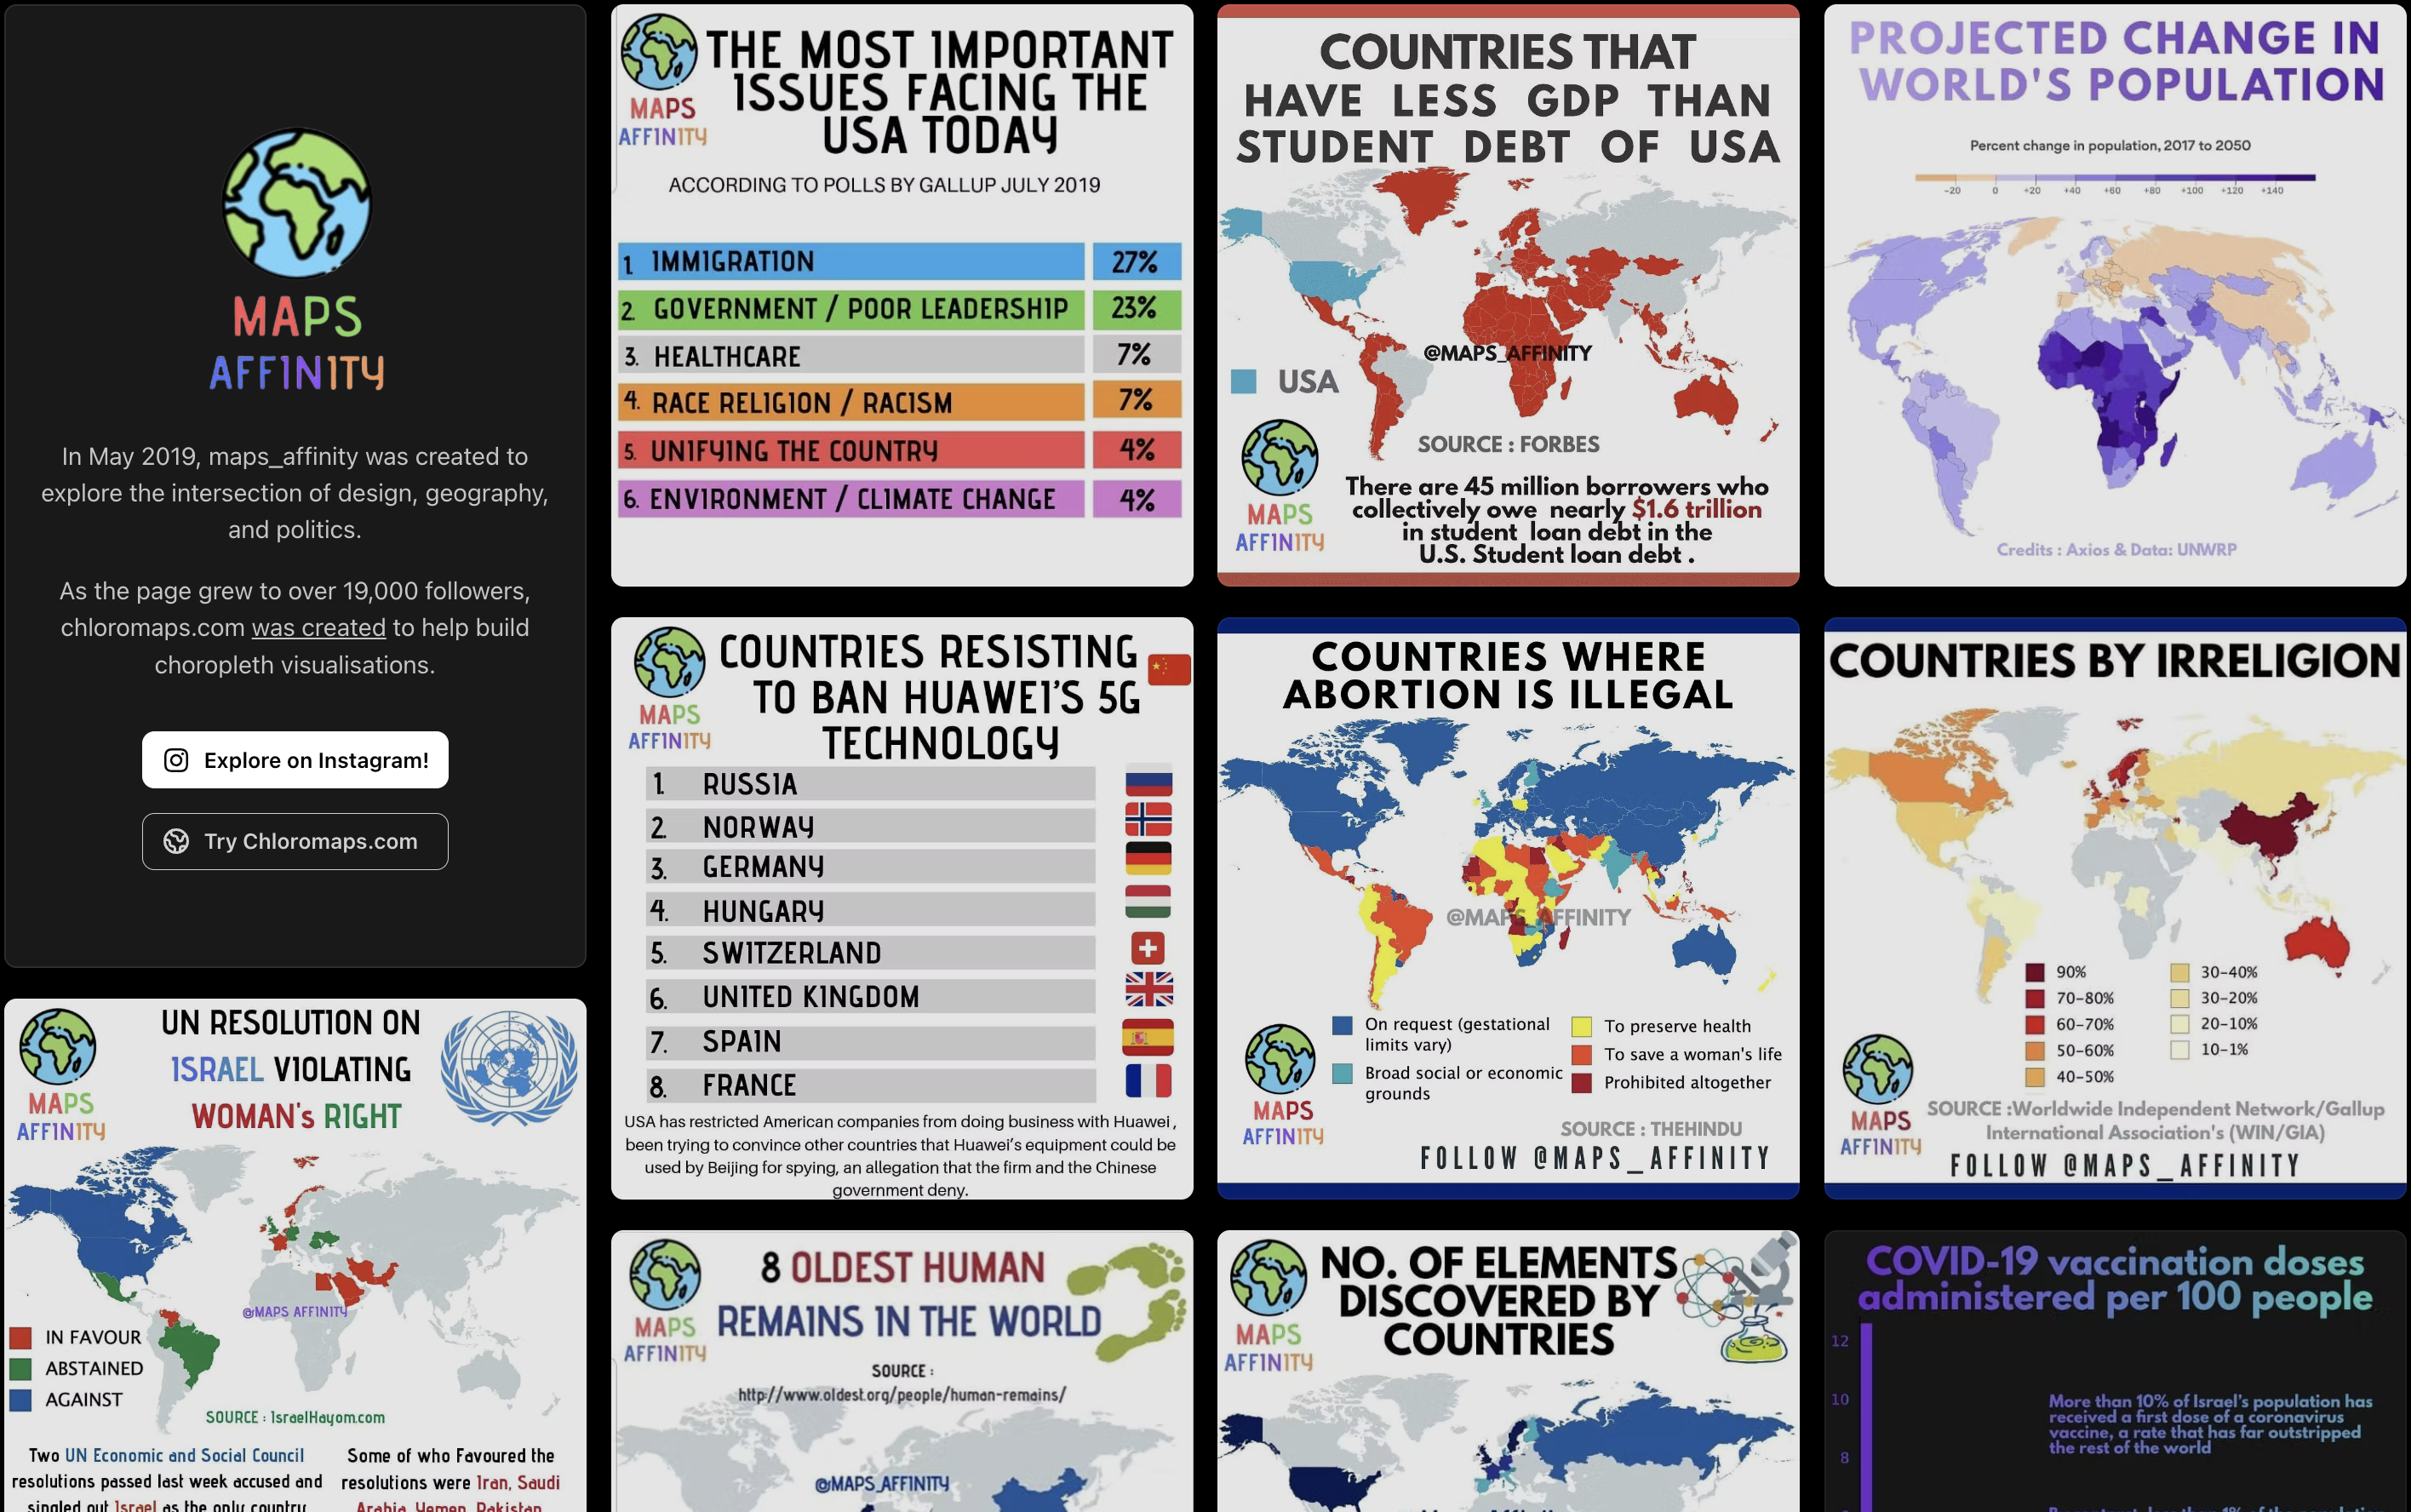 MAPS
AFFINITY
In May 2019, maps_affinity was created to
explore the intersection of design, geography,
and politics.
As the page grew to over 19,000 followers,
chloromaps.com was created to help build
choropleth visualisations.
Explore on Instagram!
Try Chloromaps.com
MAPS
AFFINITY
THE MOST IMPORTANT
ISSUES FACING THE
USA TODAY
ACCORDING TO POLLS BY GALLUP JULY 2019
1. IMMIGRATION 27%
2. GOVERNMENT / POOR LEADERSHIP 23%
3. HEALTHCARE 7%
4. RACE RELIGION / RACISM 7%
5. UNIFYING THE COUNTRY 4%
6. ENVIRONMENT / CLIMATE CHANGE 4%
COUNTRIES THAT
HAVE LESS GDP THAN
STUDENT DEBT OF USA
@MAPS_AFFINITY
USA
SOURCE : FORBES
MAPS
AFFINITY
There are 45 million borrowers who
collectively owe nearly $1.6 trillion
in student loan debt in the
U.S. Student loan debt .
PROJECTED CHANGE IN
WORLD'S POPULATION
Percent change in population, 2017 to 2050
-20 0 +20 +40 +60 +80 +100 +120 +140
Credits : Axios & Data: UNWRP
MAPS
AFFINITY
COUNTRIES RESISTING
TO BAN HUAWEI'S 5G
TECHNOLOGY
1. RUSSIA
2. NORWAY
3. GERMANY
4. HUNGARY
5. SWITZERLAND
6. UNITED KINGDOM
7. SPAIN
8. FRANCE
USA has restricted American companies from doing business with Huawei ,
been trying to convince other countries that Huawei's equipment could be
used by Beijing for spying, an allegation that the firm and the Chinese
government deny.
COUNTRIES WHERE
ABORTION IS ILLEGAL
@MAPS_AFFINITY
On request (gestational
limits vary)
Broad social or economic
grounds
To preserve health
To save a woman's life
Prohibited altogether
MAPS
AFFINITY
SOURCE : THEHINDU
FOLLOW @MAPS_AFFINITY
COUNTRIES BY IRRELIGION
90%
70-80%
60-70%
50-60%
40-50%
30-40%
30-20%
20-10%
10-1%
MAPS
AFFINITY
SOURCE :Worldwide Independent Network/Gallup
International Association's (WIN/GIA)
FOLLOW @MAPS_AFFINITY
MAPS
AFFINITY
UN RESOLUTION ON
ISRAEL VIOLATING
WOMAN's RIGHT
@MAPS AFFINITY
IN FAVOUR
ABSTAINED
AGAINST
SOURCE : IsraelHayom.com
Two UN Economic and Social Council
resolutions passed last week accused and
singled out Israel as the only country
Some of who Favoured the
resolutions were Iran, Saudi
Arabia, Yemen, Pakistan
MAPS
AFFINITY
8 OLDEST HUMAN
REMAINS IN THE WORLD
SOURCE :
http://www.oldest.org/people/human-remains/
@MAPS_AFFINITY
MAPS
AFFINITY
NO. OF ELEMENTS
DISCOVERED BY
COUNTRIES
COVID-19 vaccination doses
administered per 100 people
12
10
8
More than 10% of Israel's population has
received a first dose of a coronavirus
vaccine, a rate that has far outstripped
the rest of the world